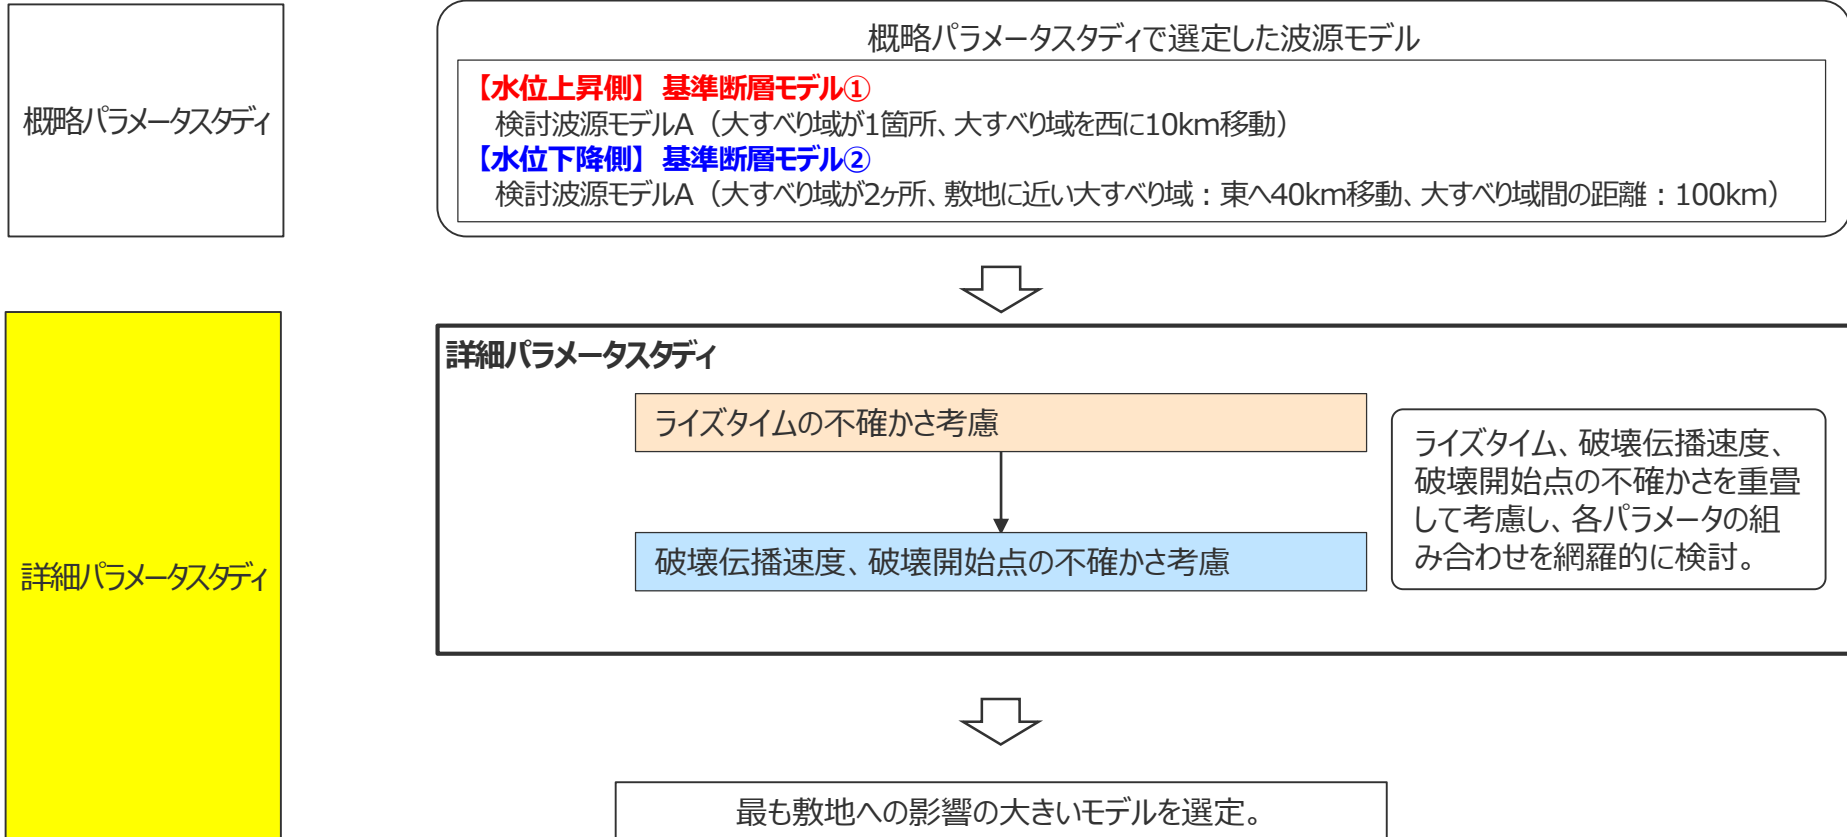 概略パラメータスタディ
概略パラメータスタディで選定した波源モデル
【水位上昇側】基準断層モデル①
検討波源モデルA（大すべり域が1箇所、大すべり域を西に10km移動）
【水位下降側】基準断層モデル②
検討波源モデルA（大すべり域が2ヶ所、敷地に近い大すべり域：東へ40km移動、大すべり域間の距離：100km）
詳細パラメータスタディ
詳細パラメータスタディ
ライズタイムの不確かさ考慮
破壊伝播速度、破壊開始点の不確かさ考慮
ライズタイム、破壊伝播速度、
破壊開始点の不確かさを重畳
して考慮し、各パラメータの組
み合わせを網羅的に検討。
最も敷地への影響の大きいモデルを選定。